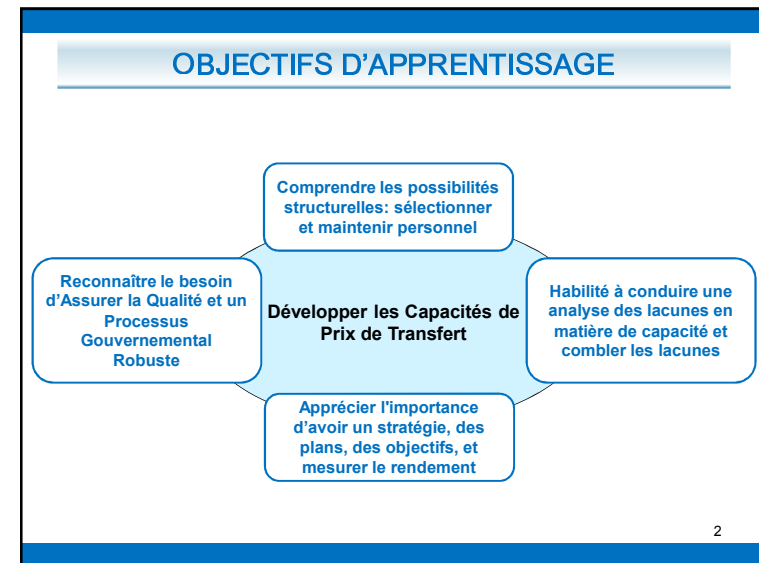 OBJECTIFS D'APPRENTISSAGE
Comprendre les possibilités
structurelles: sélectionner
et maintenir personnel
Reconnaître le besoin
d'Assurer la Qualité et un
Processus
Gouvernemental
Robuste
Développer les Capacités de
Prix de Transfert
Habilité à conduire une
analyse des lacunes en
matière de capacité et
combler les lacunes
Apprécier l'importance
d'avoir un stratégie, des
plans, des objectifs, et
mesurer le rendement
2